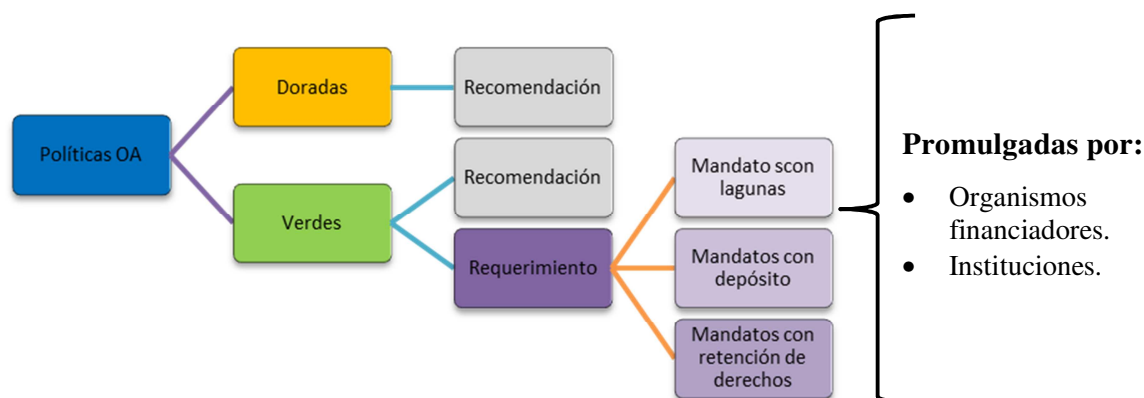 Políticas OA
Doradas
Recomendación
Verdes
Recomendación
Requerimiento
Mandato scon
lagunas
Mandatos con
depósito
Mandatos con
retención de
derechos
Promulgadas por:
• Organismos
financiadores.
• Instituciones.